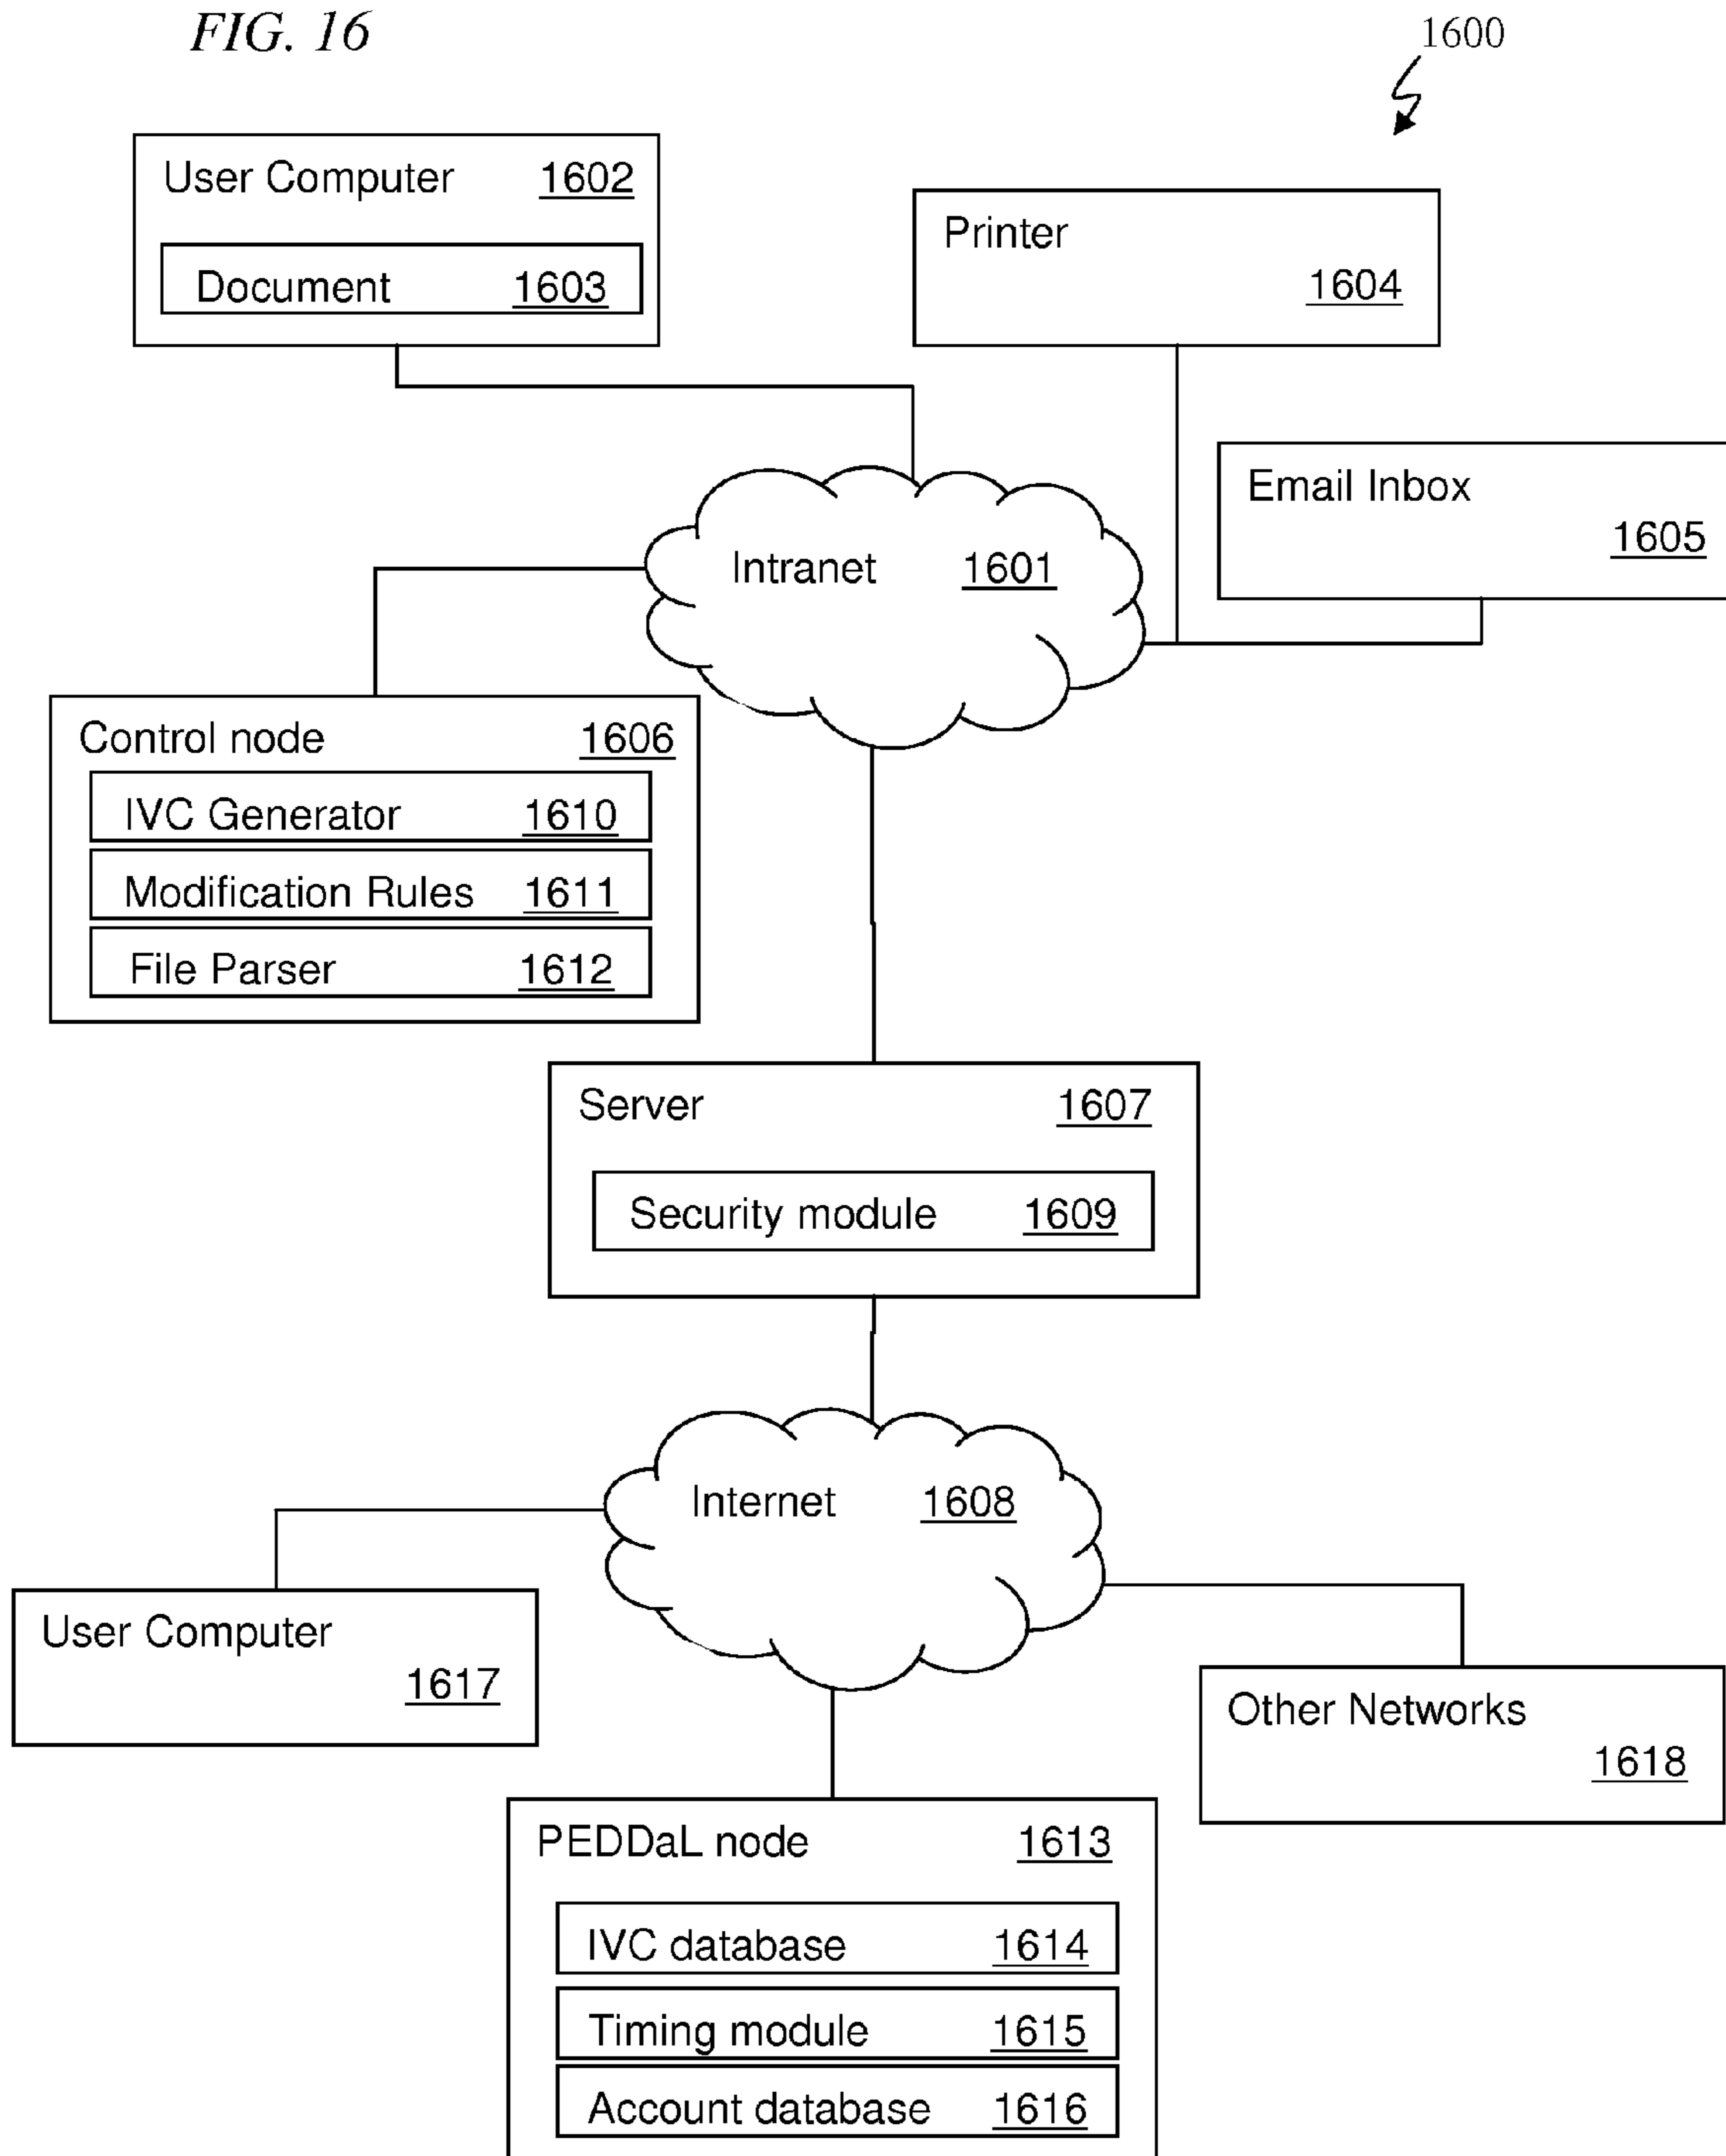 FIG. 16
1600
User Computer 1602
Document 1603
Printer
1604
Email Inbox
1605
Intranet 1601
Control node 1606
IVC Generator 1610
Modification Rules 1611
File Parser 1612
Server 1607
Security module 1609
Internet 1608
User Computer
1617
Other Networks
1618
PEDDaL node 1613
IVC database 1614
Timing module 1615
Account database 1616